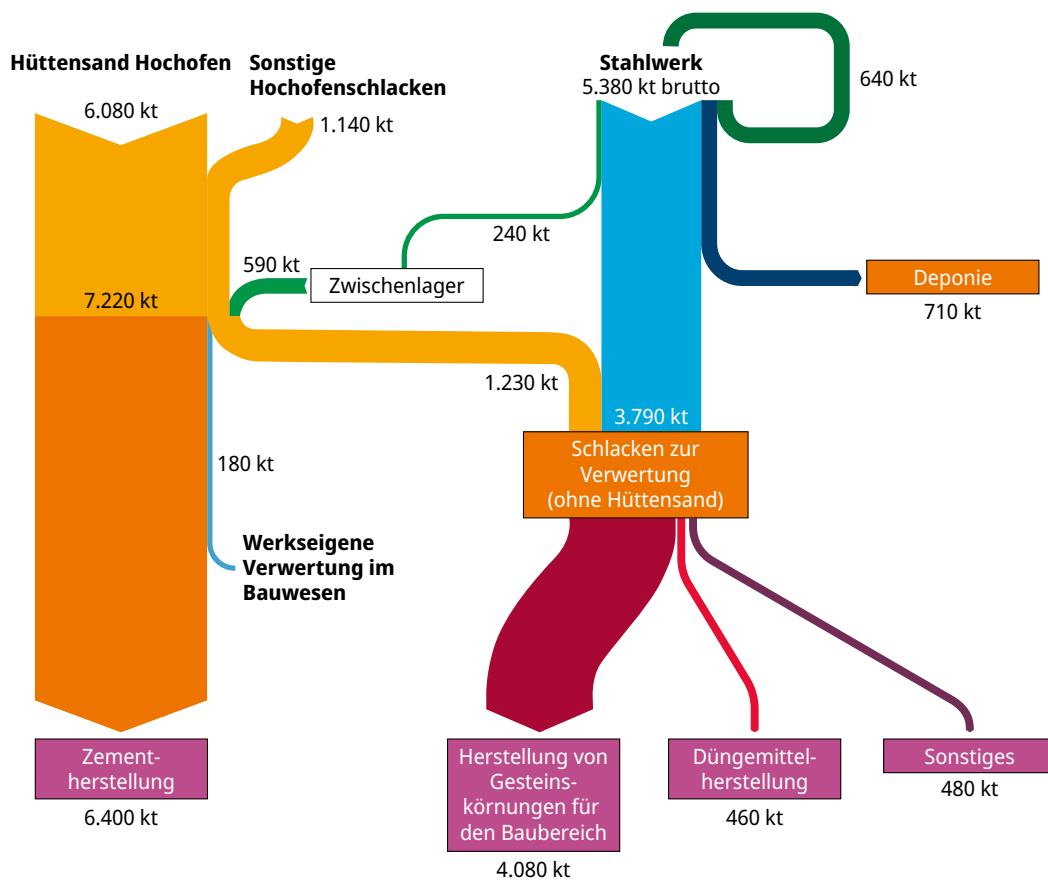 Hüttensand Hochofen
6.080 kt
Sonstige
Hochofenschlacken
1.140 kt
Stahlwerk
5.380 kt brutto
640 kt
240 kt
590 kt
Zwischenlager
Deponie
710 kt
7.220 kt
1.230 kt
3.790 kt
Schlacken zur
Verwertung
(ohne Hüttensand)
180 kt
Werkseigene
Verwertung im
Bauwesen
Zement-
herstellung
6.400 kt
Herstellung von
Gesteins-
körnungen für
den Baubereich
4.080 kt
Düngemittel-
herstellung
460 kt
Sonstiges
480 kt